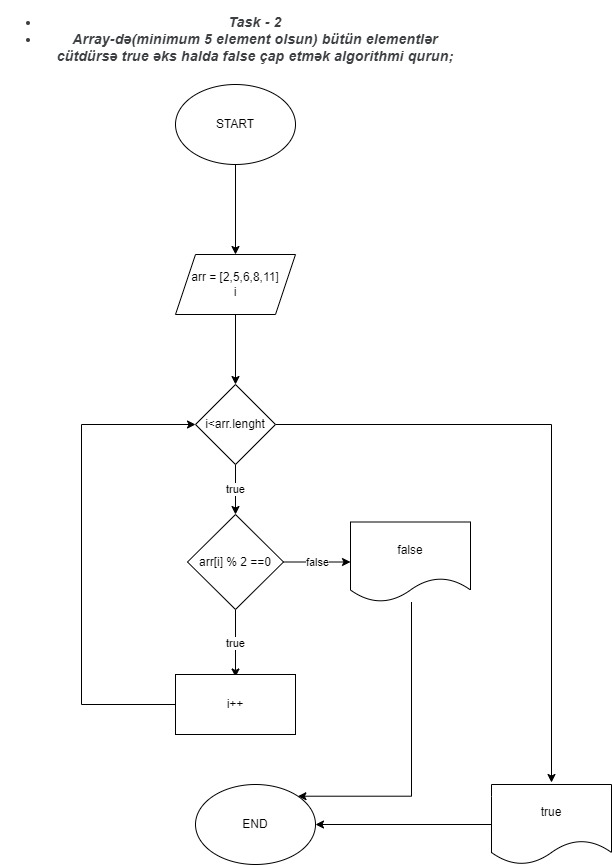 Task - 2
Array-də(minimum 5 element olsun) bütün elementlər
cütdürsə true əks halda false çap etmək algorithmi qurun;
START
arr = [2,5,6,8,11]
i
i<arr.lenght
true
arr[i] % 2 ==0
false
false
true
i++
END
true